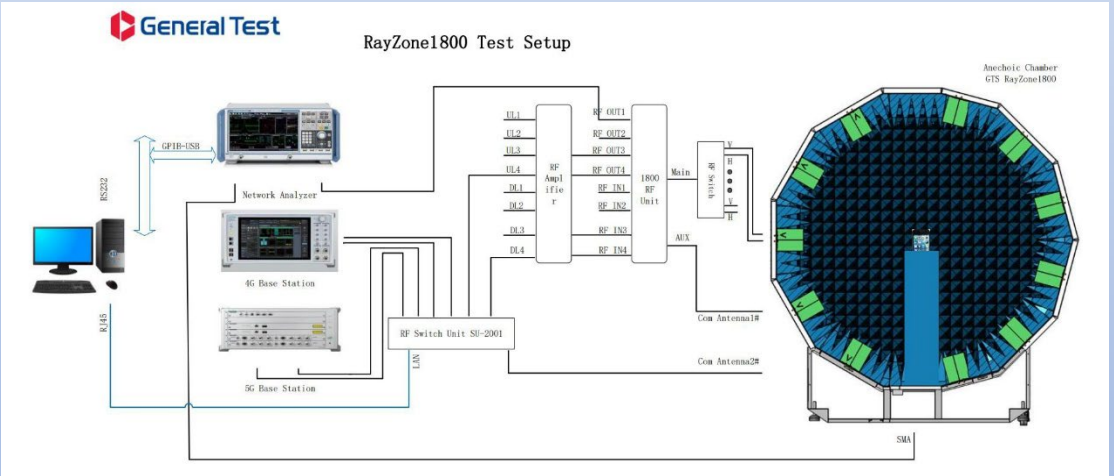 General Test
RayZone1800 Test Setup
Anechoic Chamber
GTS RayZone1800
GPIB-USB
RS232
Network Analyzer
4G Base Station
5G Base Station
RJ45
LAN
RF Switch Unit SU-2001
UL1
UL2
UL3
UL4
DL1
DL2
DL3
DL4
RF
Ampl
ifie
r
RF OUT1
RF OUT2
RF OUT3
RF OUT4
RF IN1
RF IN2
RF IN3
RF IN4
1800
RF
Unit
Main
AUX
RF Switch
V
H
V
H
Com Antenna1#
Com Antenna2#
SMA